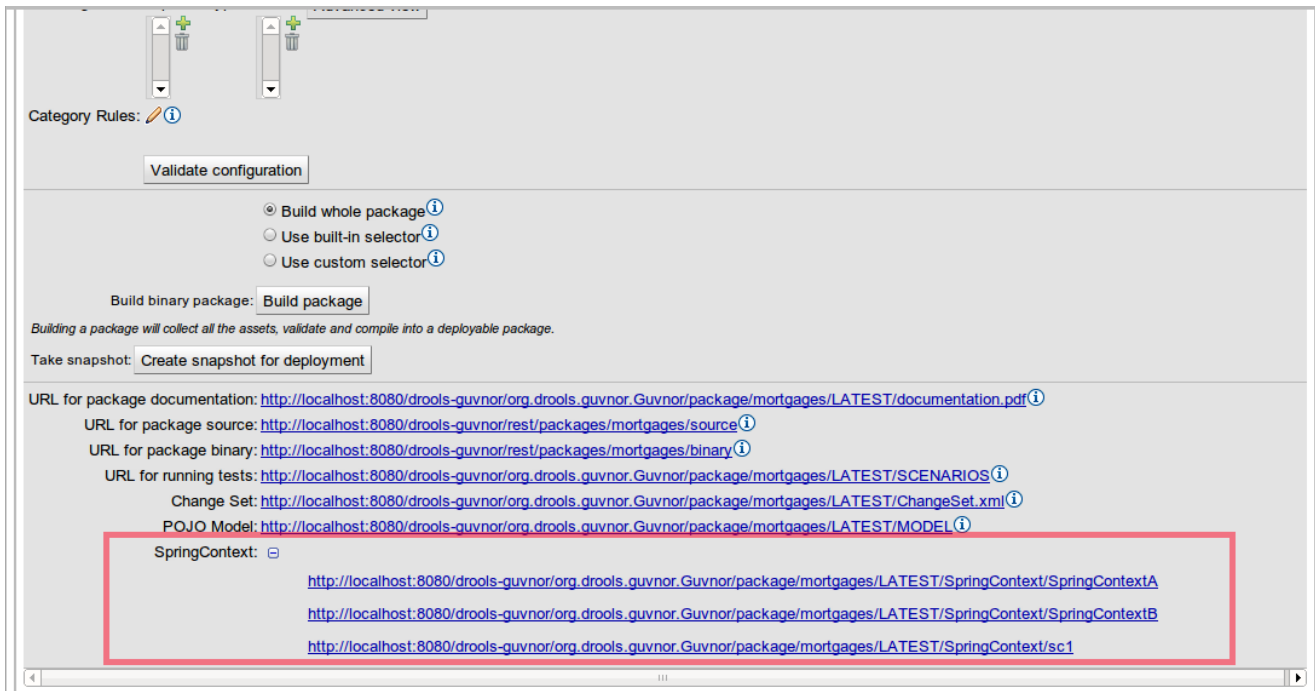 Category Rules:
Validate configuration
Build whole package
Use built-in selector
Use custom selector
Build binary package: Build package
Building a package will collect all the assets, validate and compile into a deployable package.
Take snapshot: Create snapshot for deployment
URL for package documentation: http://localhost:8080/drools-guvnor/org.drools.guvnor.Guvnor/package/mortgages/LATEST/documentation.pdf
URL for package source: http://localhost:8080/drools-guvnor/rest/packages/mortgages/source
URL for package binary: http://localhost:8080/drools-guvnor/rest/packages/mortgages/binary
URL for running tests: http://localhost:8080/drools-guvnor/org.drools.guvnor.Guvnor/package/mortgages/LATEST/SCENARIOS
Change Set: http://localhost:8080/drools-guvnor/org.drools.guvnor.Guvnor/package/mortgages/LATEST/ChangeSet.xml
POJO Model: http://localhost:8080/drools-guvnor/org.drools.guvnor.Guvnor/package/mortgages/LATEST/MODEL
SpringContext:
http://localhost:8080/drools-guvnor/org.drools.guvnor.Guvnor/package/mortgages/LATEST/SpringContext/SpringContextA
http://localhost:8080/drools-guvnor/org.drools.guvnor.Guvnor/package/mortgages/LATEST/SpringContext/SpringContextB
http://localhost:8080/drools-guvnor/org.drools.guvnor.Guvnor/package/mortgages/LATEST/SpringContext/sc1